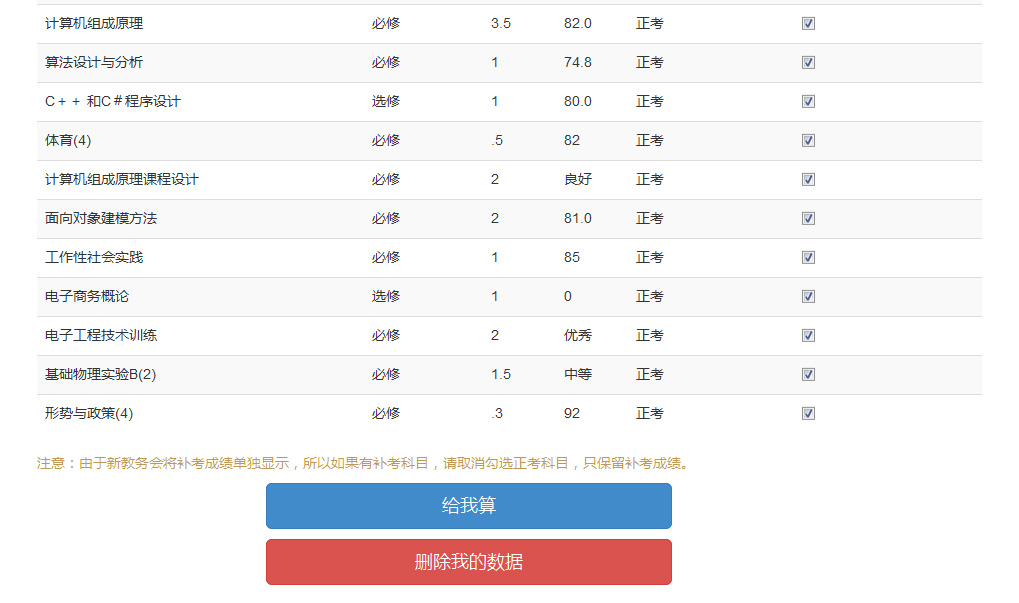 计算机组成原理 必修 3.5 82.0 正考
算法设计与分析 必修 1 74.8 正考
C＋＋ 和C＃程序设计 选修 1 80.0 正考
体育(4) 必修 .5 82 正考
计算机组成原理课程设计 必修 2 良好 正考
面向对象建模方法 必修 2 81.0 正考
工作性社会实践 必修 1 85 正考
电子商务概论 选修 1 0 正考
电子工程技术训练 必修 2 优秀 正考
基础物理实验B(2) 必修 1.5 中等 正考
形势与政策(4) 必修 .3 92 正考
注意：由于新教务会将补考成绩单独显示，所以如果有补考科目，请取消勾选正考科目，只保留补考成绩。
给我算
删除我的数据